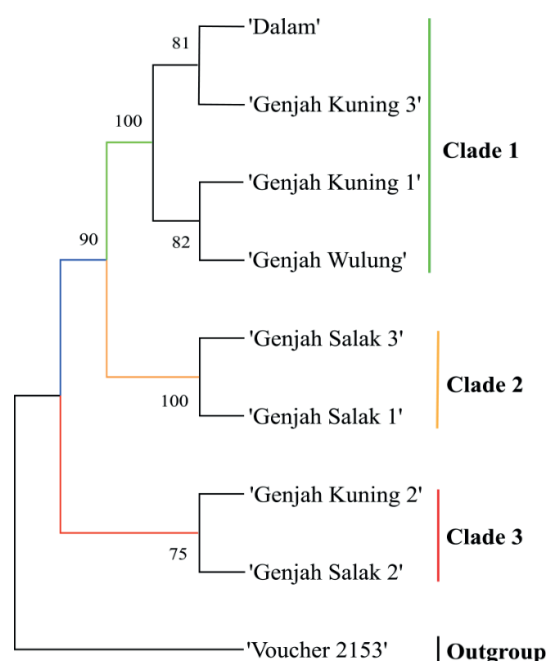 'Dalam'
81
'Genjah Kuning 3'
100
Clade 1
'Genjah Kuning 1'
90
82
'Genjah Wulung'
'Genjah Salak 3'
Clade 2
100
'Genjah Salak 1'
'Genjah Kuning 2'
Clade 3
75
'Genjah Salak 2'
'Voucher 2153'
Outgroup